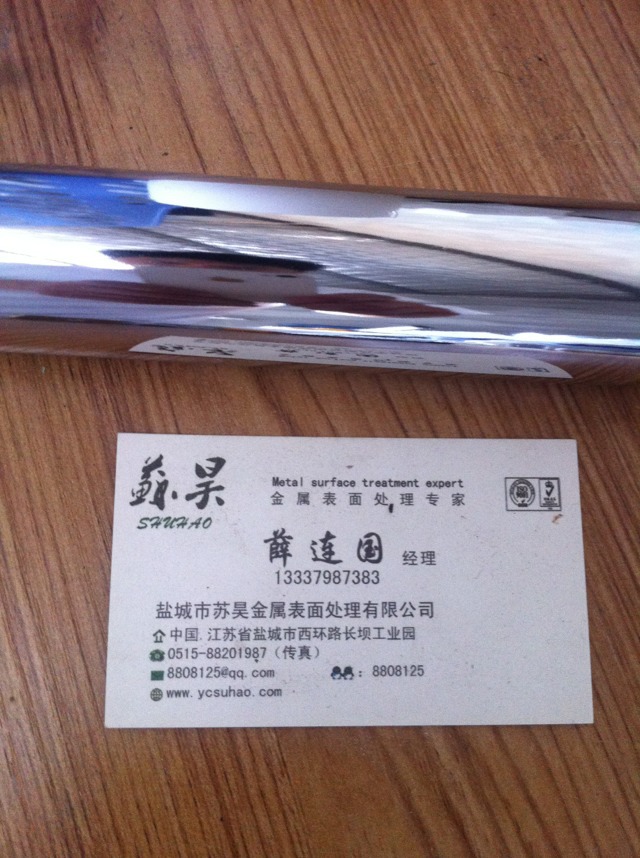 蘇昊
SHUHAO
Metal surface treatment expert
金属表面处理专家
薛连国 经理
13337987383
盐城市苏昊金属表面处理有限公司
中国.江苏省盐城市西环路长坝工业园
0515-88201987(传真)
8808125@qq.com : 8808125
www.ycsuhao.com